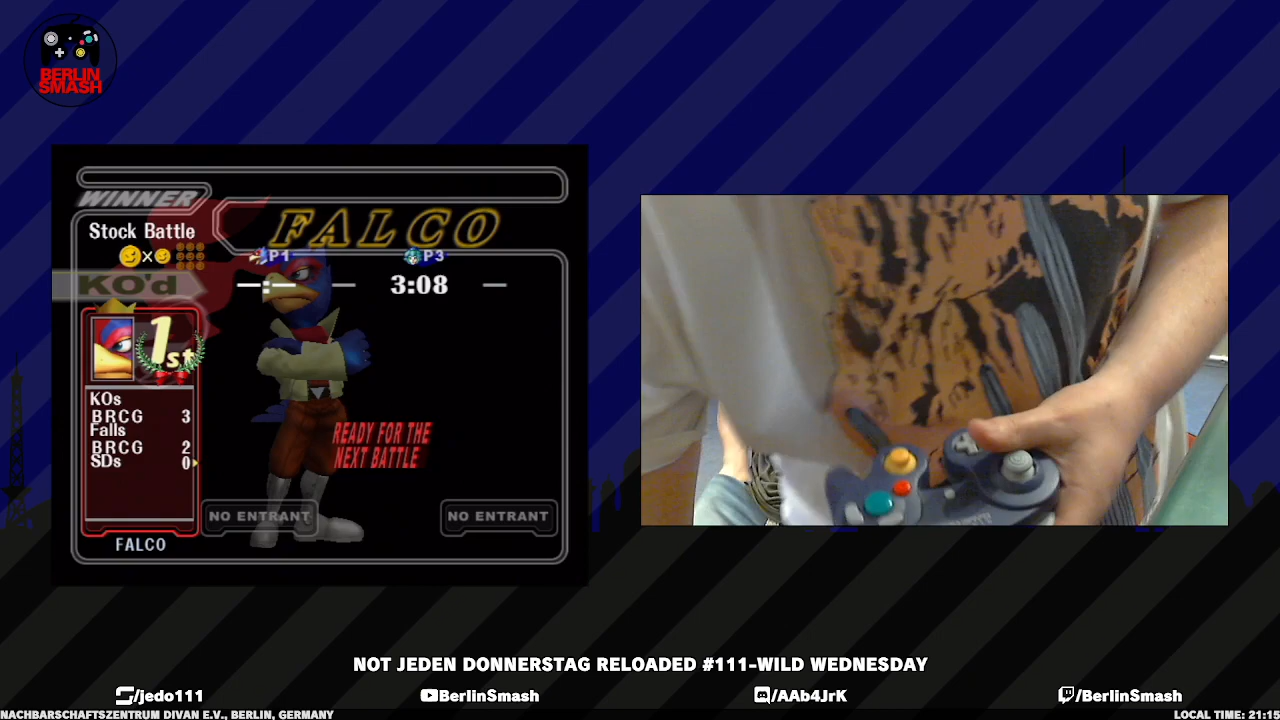 BERLIN
SMASH
WINNER
FALCO
Stock Battle
P1
P3
KO'd
3:08
1st
KOs
BRCG 3
Falls
BRCG 2
SDs 0
READY FOR THE
NEXT BATTLE
NO ENTRANT
NO ENTRANT
FALCO
NOT JEDEN DONNERSTAG RELOADED #111-WILD WEDNESDAY
/jedo111
BerlinSmash
/AAb4JrK
/BerlinSmash
NACHBARSCHAFTSZENTRUM DIVAN E.V., BERLIN, GERMANY
LOCAL TIME: 21:15